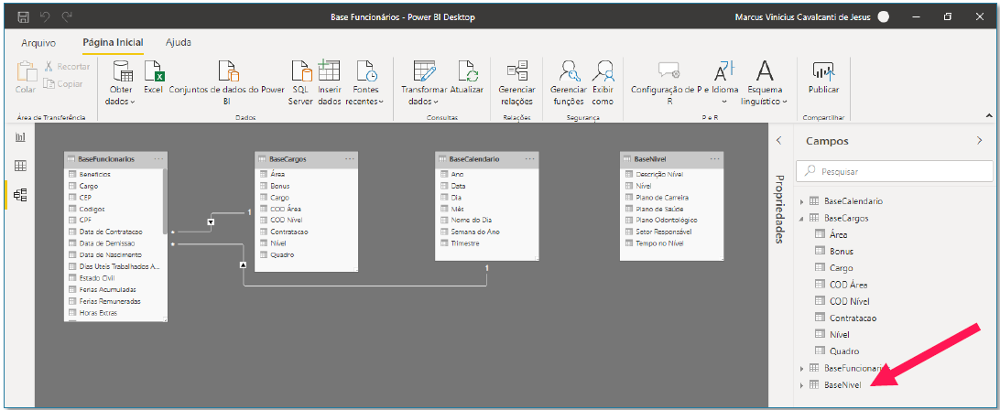 Base Funcionários - Power BI Desktop
Marcus Vinicius Cavalcanti de Jesus
Arquivo
Página Inicial
Ajuda
Colar
Recortar
Copiar
Área de Transferência
Obter dados
Excel
Conjuntos de dados do Power BI
SQL Server
Inserir dados
Fontes recentes
Dados
Transformar dados
Atualizar
Consultas
Gerenciar relações
Relações
Gerenciar funções
Exibir como
Segurança
Configuração de P e R
Idioma
Esquema linguístico
P e R
Publicar
Compartilhar
BaseFuncionarios
Beneficios
Cargo
CEP
Codigos
CPF
Data de Contratacao
Data de Demissao
Data de Nascimento
Dias Uteis Trabalhados A...
Estado Civil
Ferias Acumuladas
Ferias Remuneradas
Horas Extras
BaseCargos
Área
Bonus
Cargo
COD Área
COD Nível
Contratacao
Nível
Quadro
1
BaseCalendario
Ano
Data
Dia
Mês
Nome do Dia
Semana do Ano
Trimestre
1
BaseNivel
Descrição Nível
Nível
Plano de Carreira
Plano de Saúde
Plano Odontológico
Setor Responsável
Tempo no Nível
Propriedades
Campos
Pesquisar
BaseCalendario
BaseCargos
Área
Bonus
Cargo
COD Área
COD Nível
Contratacao
Nível
Quadro
BaseFuncionarios
BaseNivel